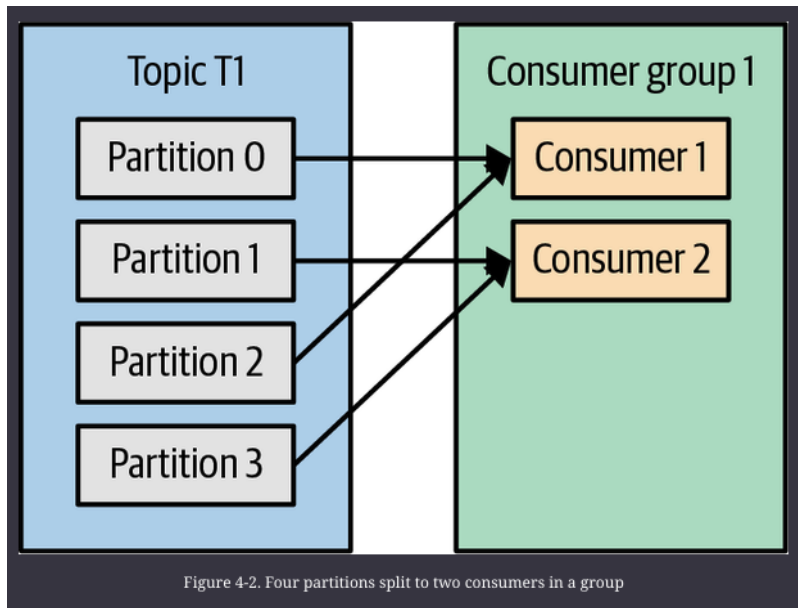 Topic T1
Partition 0
Partition 1
Partition 2
Partition 3
Consumer group 1
Consumer 1
Consumer 2
Figure 4-2. Four partitions split to two consumers in a group